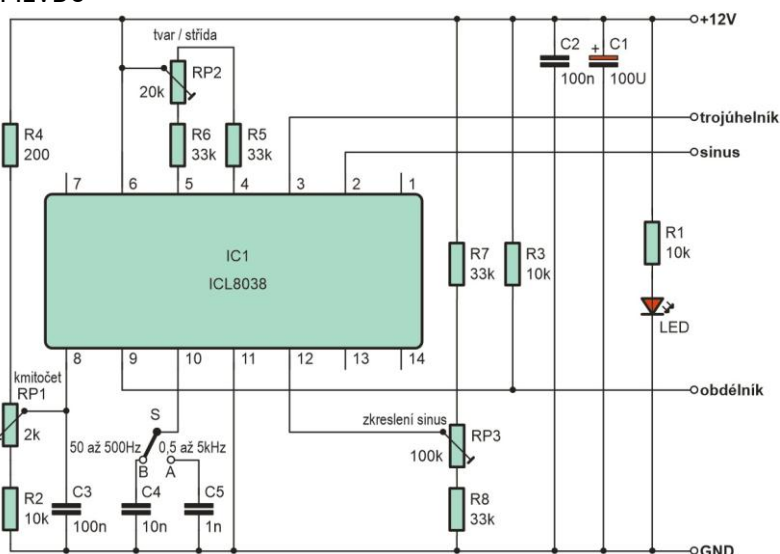 +12V
tvar / střída
C2
+
C1
RP2
20k
100n
100U
trojúhelník
R4
200
R6
33k
R5
33k
sinus
7
6
5
4
3
2
1
IC1
ICL8038
R7
33k
R3
10k
R1
10k
LED
8
9
10
11
12
13
14
kmitočet
RP1
2k
obdélník
S
zkreslení sinus
50 až 500Hz
0,5 až 5kHz
B
A
RP3
100k
R2
10k
C3
100n
C4
10n
C5
1n
R8
33k
GND